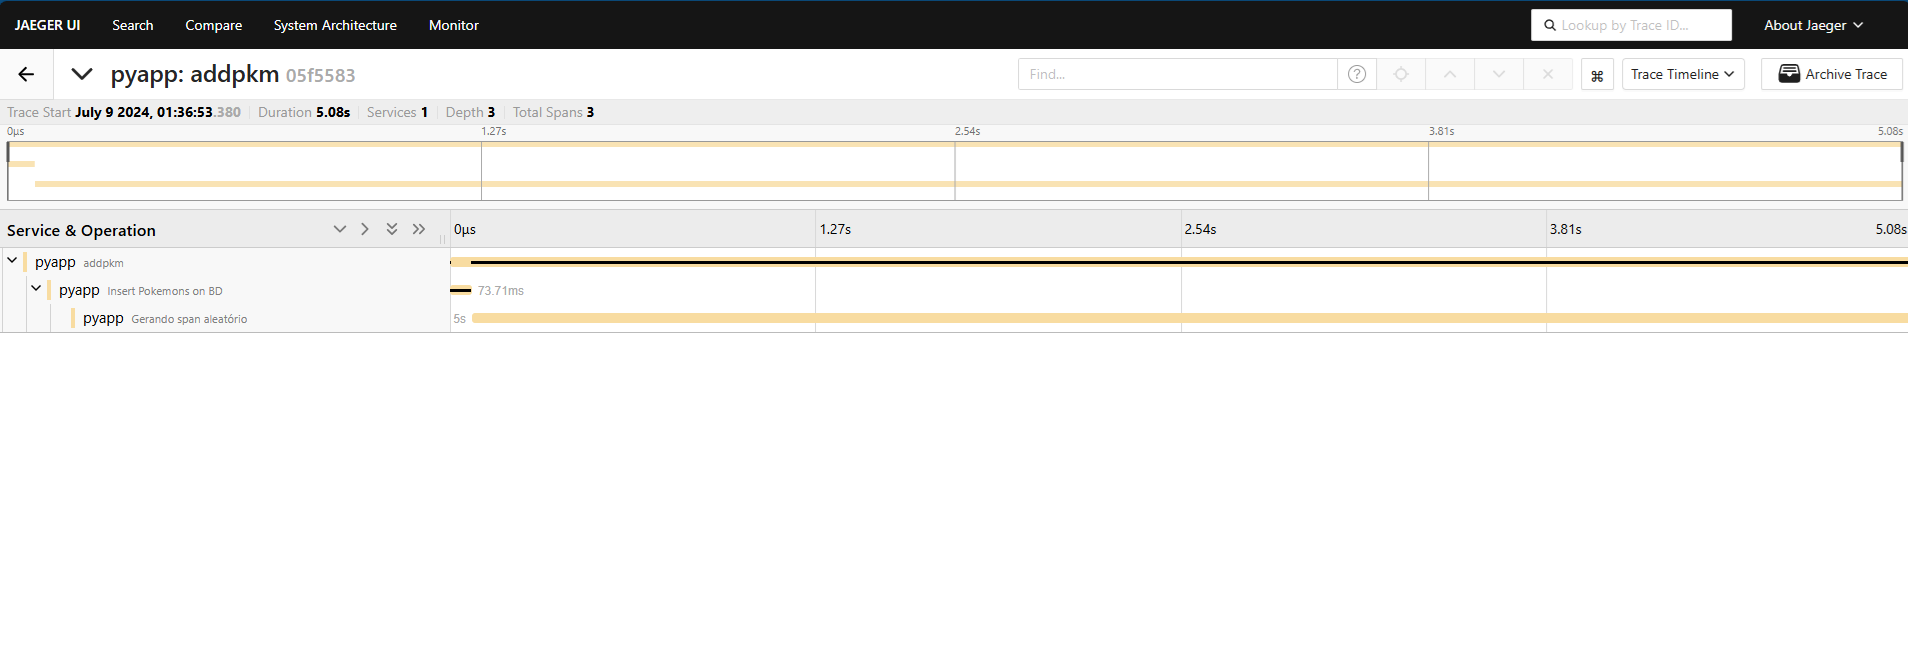 JAEGER UI Search Compare System Architecture Monitor Lookup by Trace ID... About Jaeger
pyapp: addpkm 05f5583 Find... ? ⌘ Trace Timeline Archive Trace
Trace Start July 9 2024, 01:36:53.380 Duration 5.08s Services 1 Depth 3 Total Spans 3
0μs 1.27s 2.54s 3.81s 5.08s
Service & Operation 0μs 1.27s 2.54s 3.81s 5.08s
pyapp addpkm
pyapp Insert Pokemons on BD 73.71ms
pyapp Gerando span aleatório 5s